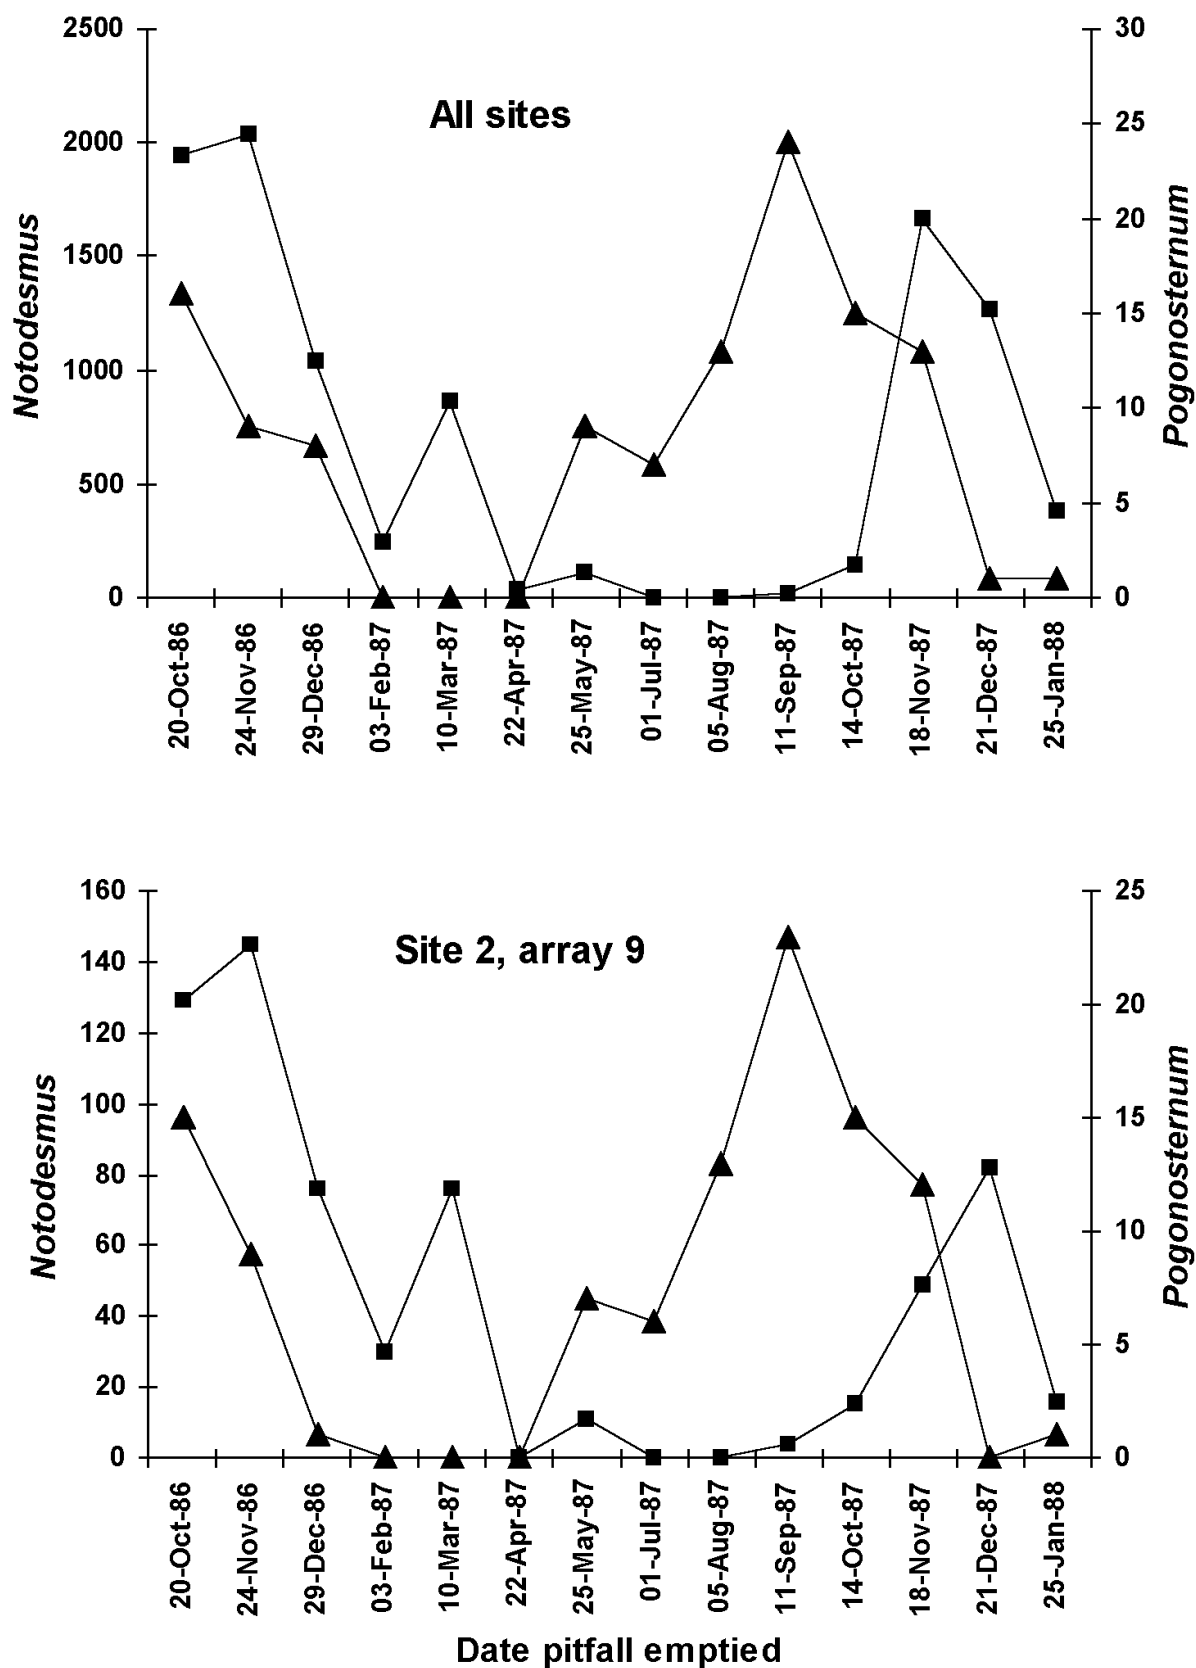 All sites
Notodesmus
2500
2000
1500
1000
500
0
Pogonosternum
30
25
20
15
10
5
0
20-Oct-86
24-Nov-86
29-Dec-86
03-Feb-87
10-Mar-87
22-Apr-87
25-May-87
01-Jul-87
05-Aug-87
11-Sep-87
14-Oct-87
18-Nov-87
21-Dec-87
25-Jan-88
Site 2, array 9
Notodesmus
160
140
120
100
80
60
40
20
0
Pogonosternum
25
20
15
10
5
0
20-Oct-86
24-Nov-86
29-Dec-86
03-Feb-87
10-Mar-87
22-Apr-87
25-May-87
01-Jul-87
05-Aug-87
11-Sep-87
14-Oct-87
18-Nov-87
21-Dec-87
25-Jan-88
Date pitfall emptied